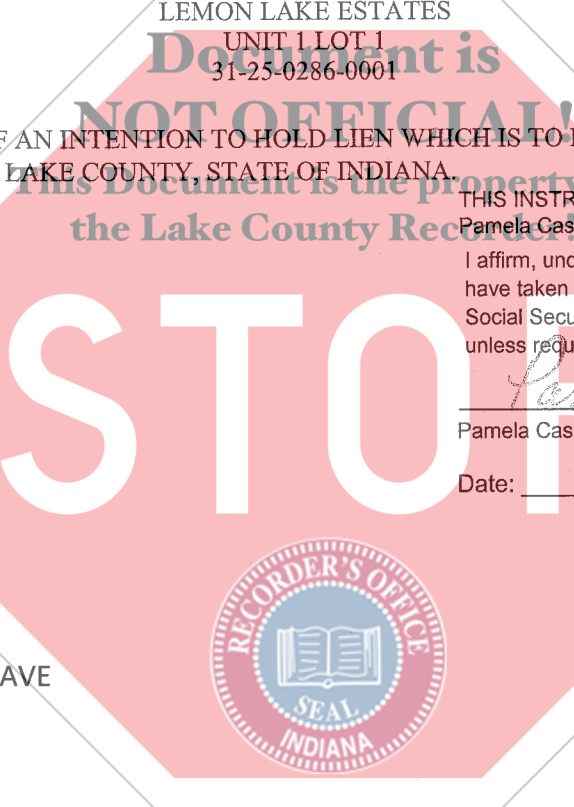 LEMON LAKE ESTATES
Document is
UNIT 1 LOT 1
31-25-0286-0001
NOT OFFICIAL!
F AN INTENTION TO HOLD LIEN WHICH IS TO
LAKE COUNTY, STATE OF INDIANA.
This Document is the property
the Lake County Recorder!
THIS INSTR
Pamela Cas
I affirm, und
have taken
Social Secu
unless requ
Pamela Cas
Date:
STOP
RECORDER'S OFFICE
SEAL
INDIANA
AVE